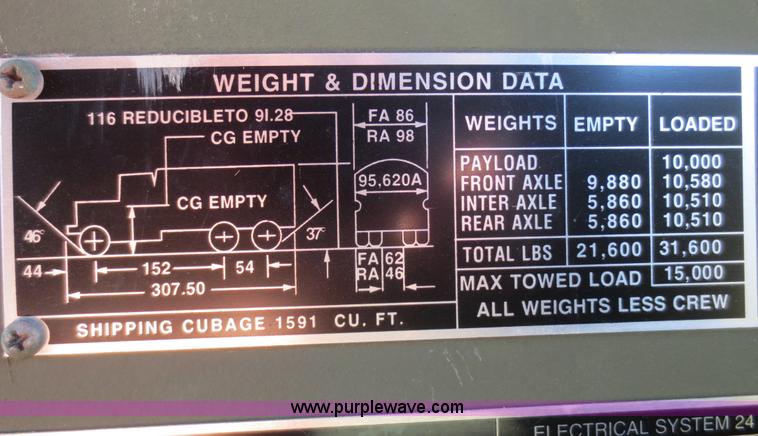 WEIGHT & DIMENSION DATA
116 REDUCIBLETO 9I.28
CG EMPTY
CG EMPTY
46°
37°
44
152
54
307.50
FA 86
RA 98
95,620A
FA 62
RA 46
SHIPPING CUBAGE 1591 CU. FT.
WEIGHTS EMPTY LOADED
PAYLOAD 10,000
FRONT AXLE 9,880 10,580
INTER AXLE 5,860 10,510
REAR AXLE 5,860 10,510
TOTAL LBS 21,600 31,600
MAX TOWED LOAD 15,000
ALL WEIGHTS LESS CREW
www.purplewave.com
ELECTRICAL SYSTEM 24